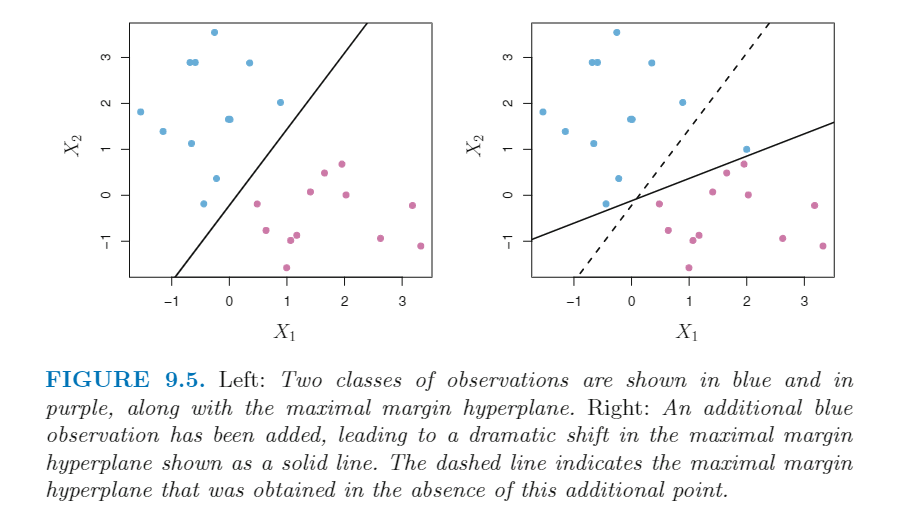 3
2
1
0
−1
X2
−1 0 1 2 3
X1
3
2
1
0
−1
X2
−1 0 1 2 3
X1
FIGURE 9.5. Left: Two classes of observations are shown in blue and in
purple, along with the maximal margin hyperplane. Right: An additional blue
observation has been added, leading to a dramatic shift in the maximal margin
hyperplane shown as a solid line. The dashed line indicates the maximal margin
hyperplane that was obtained in the absence of this additional point.